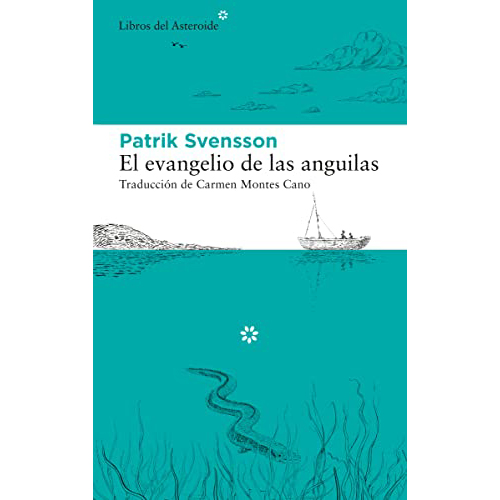 Libros del Asteroide
Patrik Svensson
El evangelio de las anguilas
Traducción de Carmen Montes Cano